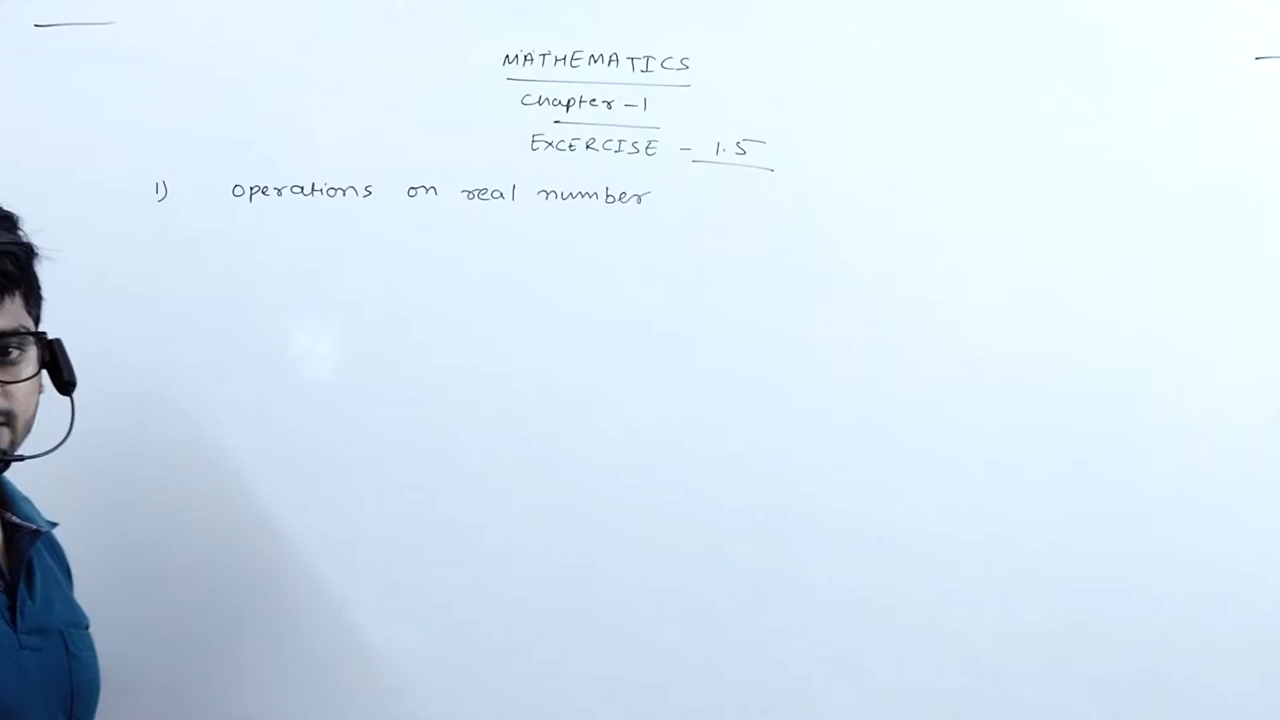 MATHEMATICS
Chapter - 1
EXCERCISE - 1.5
1) operations on real number